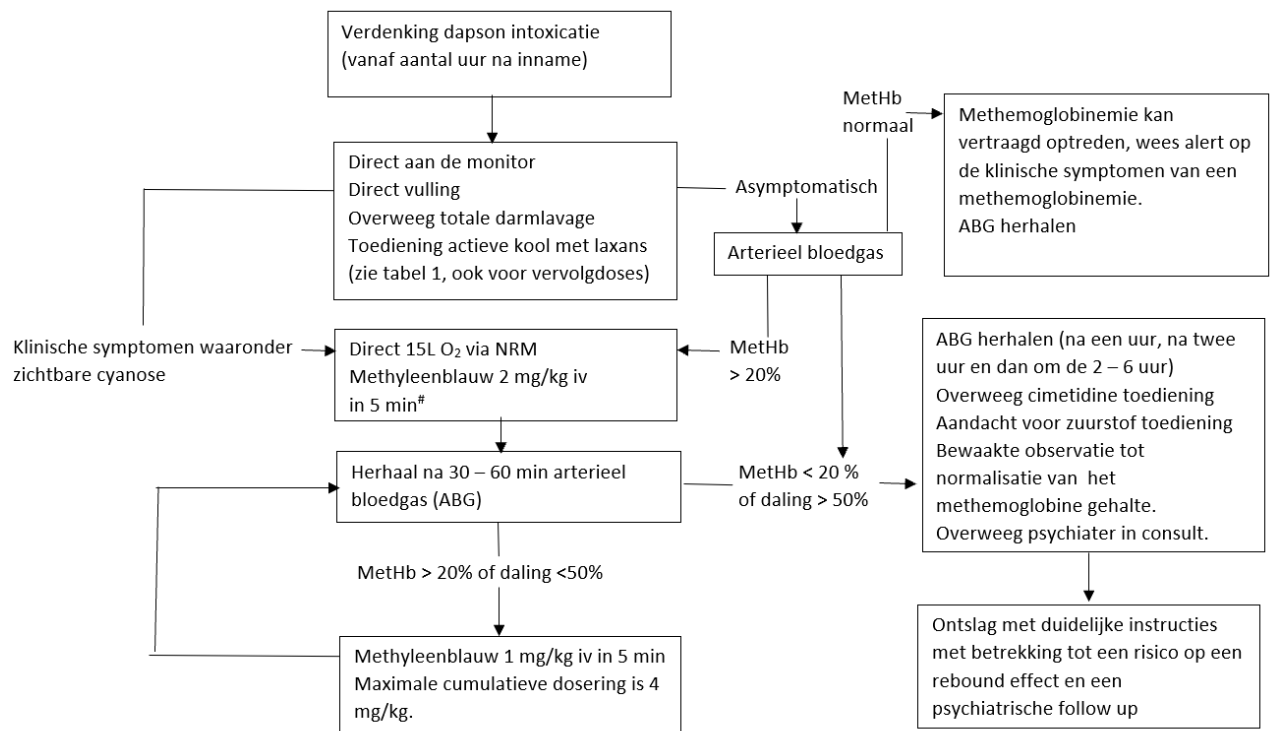 Verdenking dapson intoxicatie
(vanaf aantal uur na inname)
Direct aan de monitor
Direct vulling
Overweeg totale darmlavage
Toediening actieve kool met laxans
(zie tabel 1, ook voor vervolgdoses)
Asymptomatisch
MetHb
normaal
Methemoglobinemie kan
vertraagd optreden, wees alert op
de klinische symptomen van een
methemoglobinemie.
ABG herhalen
Arterieel bloedgas
Klinische symptomen waaronder
zichtbare cyanose
Direct 15L O₂ via NRM
Methyleenblauw 2 mg/kg iv
in 5 min#
MetHb
> 20%
ABG herhalen (na een uur, na twee
uur en dan om de 2 – 6 uur)
Overweeg cimetidine toediening
Aandacht voor zuurstof toediening
Bewaakte observatie tot
normalisatie van het
methemoglobine gehalte.
Overweeg psychiater in consult.
Herhaal na 30 – 60 min arterieel
bloedgas (ABG)
MetHb < 20 %
of daling > 50%
MetHb > 20% of daling <50%
Methyleenblauw 1 mg/kg iv in 5 min
Maximale cumulatieve dosering is 4
mg/kg.
Ontslag met duidelijke instructies
met betrekking tot een risico op een
rebound effect en een
psychiatrische follow up